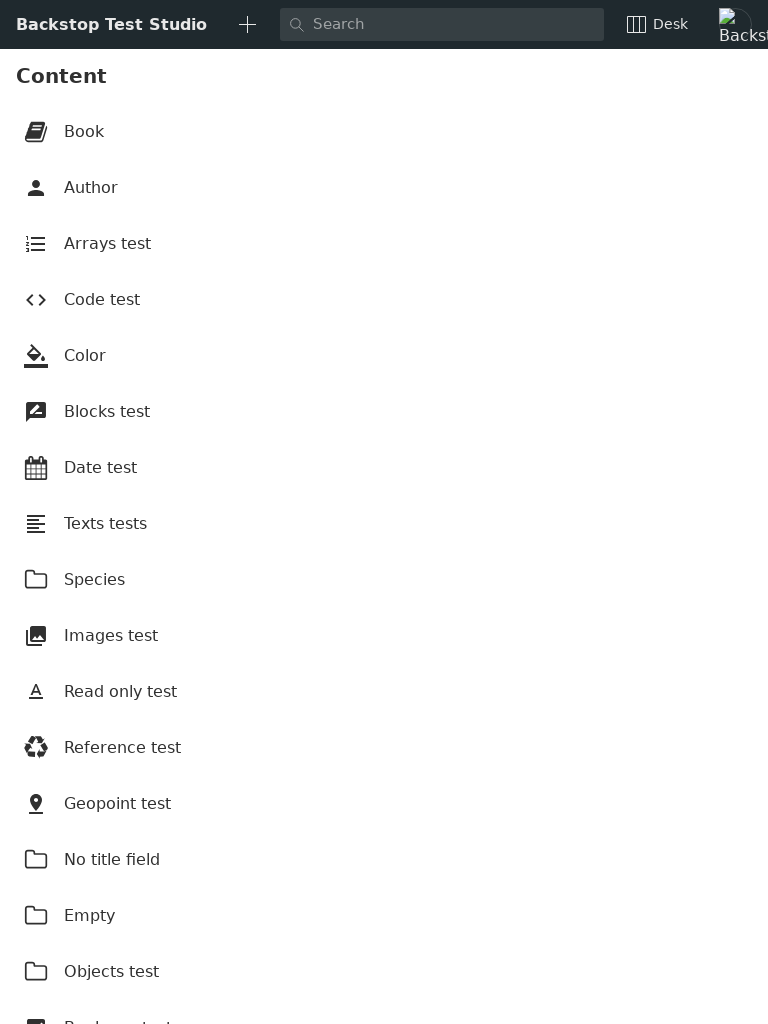 Backstop Test Studio
Search
Desk
Backst
Content
Book
Author
Arrays test
Code test
Color
Blocks test
Date test
Texts tests
Species
Images test
Read only test
Reference test
Geopoint test
No title field
Empty
Objects test